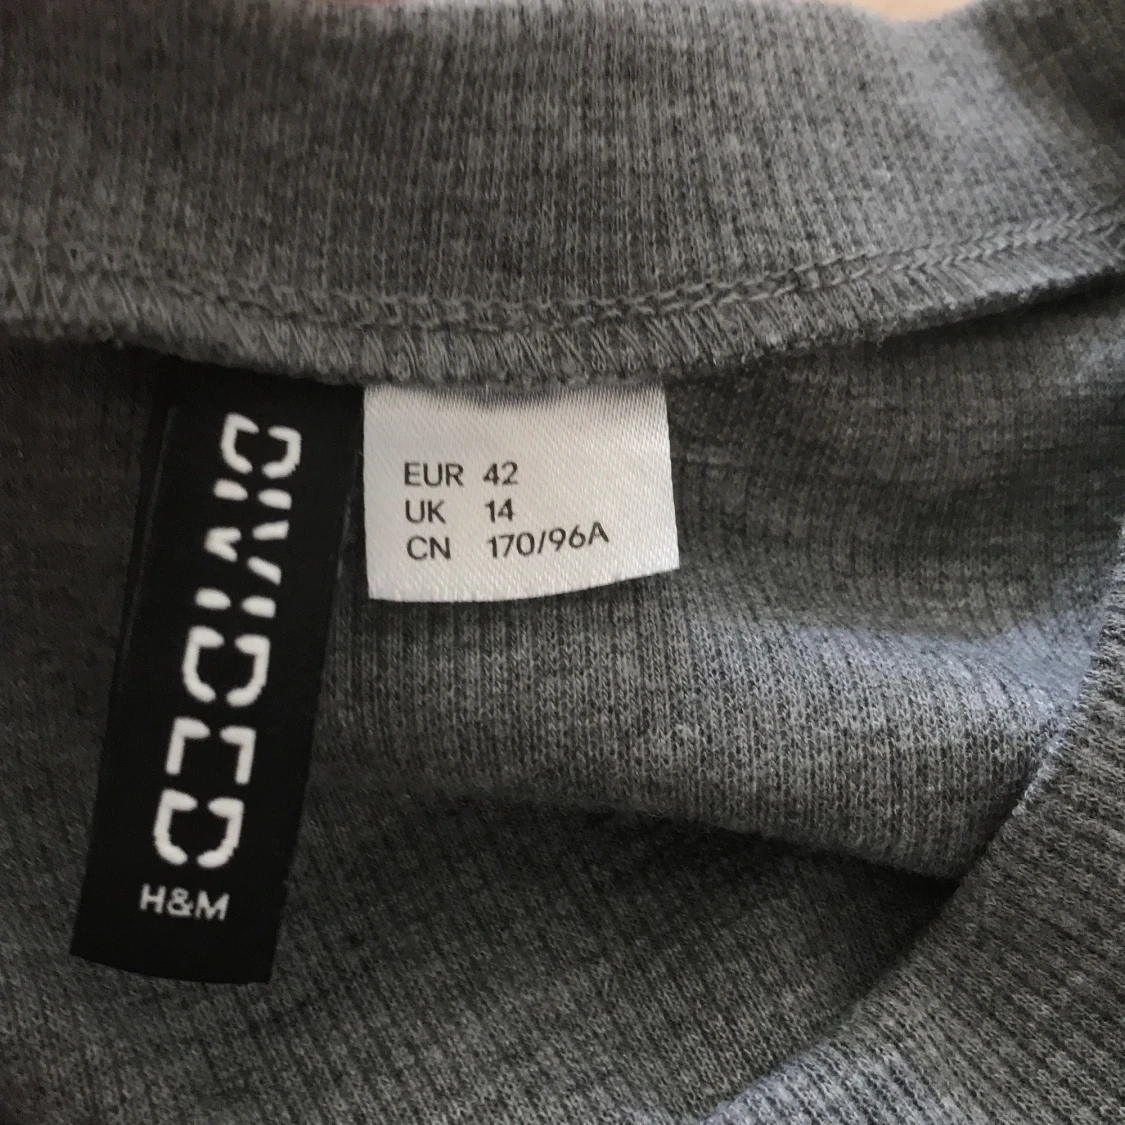 DIVIDED
H&M
EUR 42
UK 14
CN 170/96A